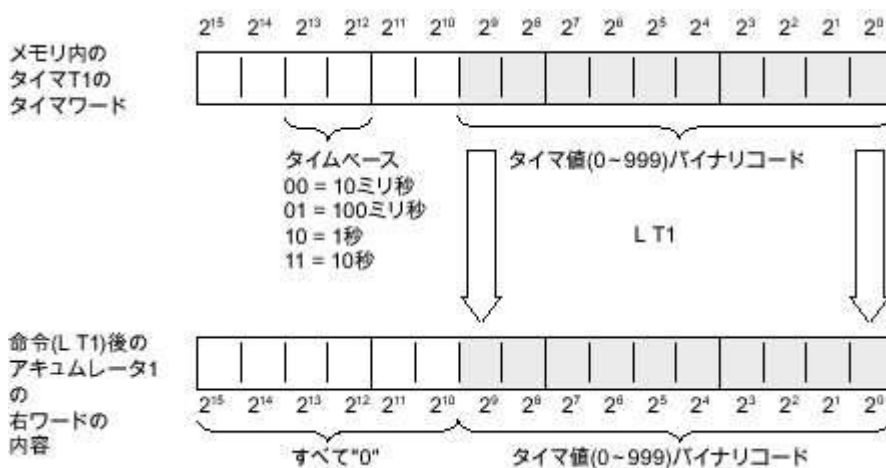 2¹⁵ 2¹⁴ 2¹³ 2¹² 2¹¹ 2¹⁰ 2⁹ 2⁸ 2⁷ 2⁶ 2⁵ 2⁴ 2³ 2² 2¹ 2⁰
メモリ内の
タイマT1の
タイマワード
タイムベース
00 = 10ミリ秒
01 = 100ミリ秒
10 = 1秒
11 = 10秒
タイマ値(0~999)バイナリコード
L T1
命令(L T1)後の
アキュムレータ1
の
右ワードの
内容
2¹⁵ 2¹⁴ 2¹³ 2¹² 2¹¹ 2¹⁰ 2⁹ 2⁸ 2⁷ 2⁶ 2⁵ 2⁴ 2³ 2² 2¹ 2⁰
すべて"0"
タイマ値(0~999)バイナリコード